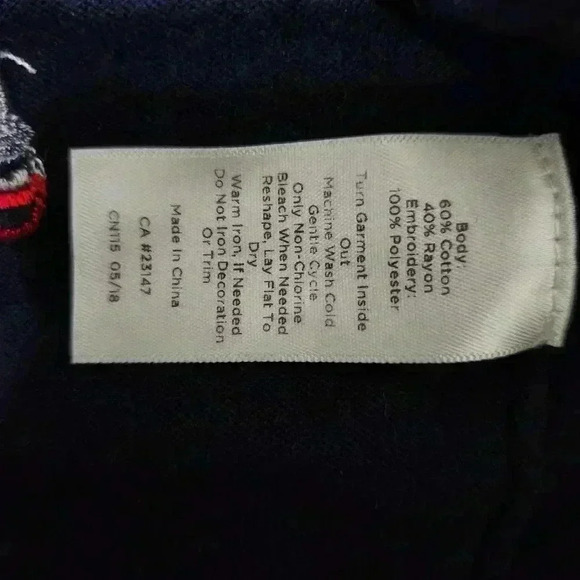 Body:
60% Cotton
40% Rayon
Embroidery:
100% Polyester
Turn Garment Inside
Out
Machine Wash Cold
Gentle Cycle
Only Non-Chlorine
Bleach When Needed
Reshape, Lay Flat To
Dry
Warm Iron, If Needed
Do Not Iron Decoration
Or Trim
Made In China
CA #23147
CN115 05/18